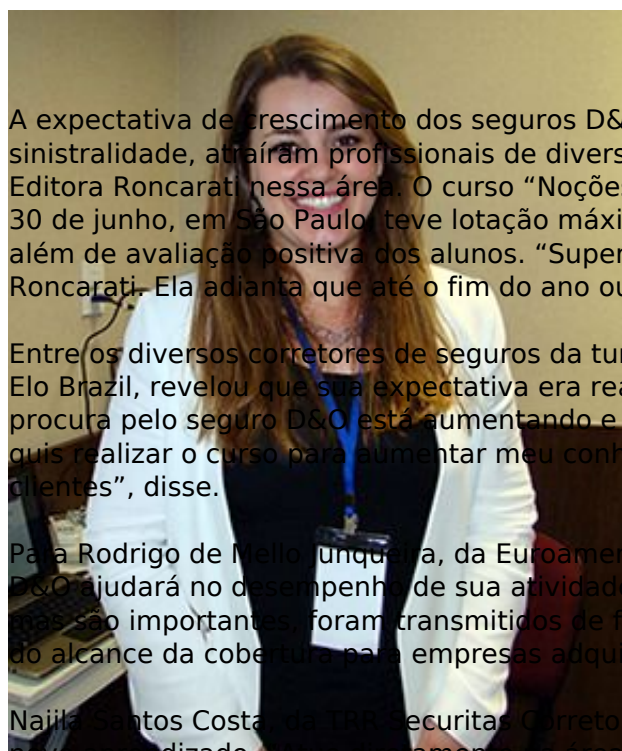 A expectativa de crescimento dos seguros D&
sinistralidade, atraíram profissionais de divers
Editora Roncarati nessa área. O curso “Noções
30 de junho, em São Paulo, teve lotação máxi
além de avaliação positiva dos alunos. “Super
Roncarati. Ela adianta que até o fim do ano ou
Entre os diversos corretores de seguros da tur
Elo Brazil, revelou que sua expectativa era rea
procura pelo seguro D&O está aumentando e
quis realizar o curso para aumentar meu conh
clientes”, disse.
Para Rodrigo de Mello Junqueira, da Euroamer
D&O ajudará no desempenho de sua atividade
mas são importantes, foram transmitidos de f
do alcance da cobertura para empresas adqui
Najila Santos Costa, da TRR Securitas Correto